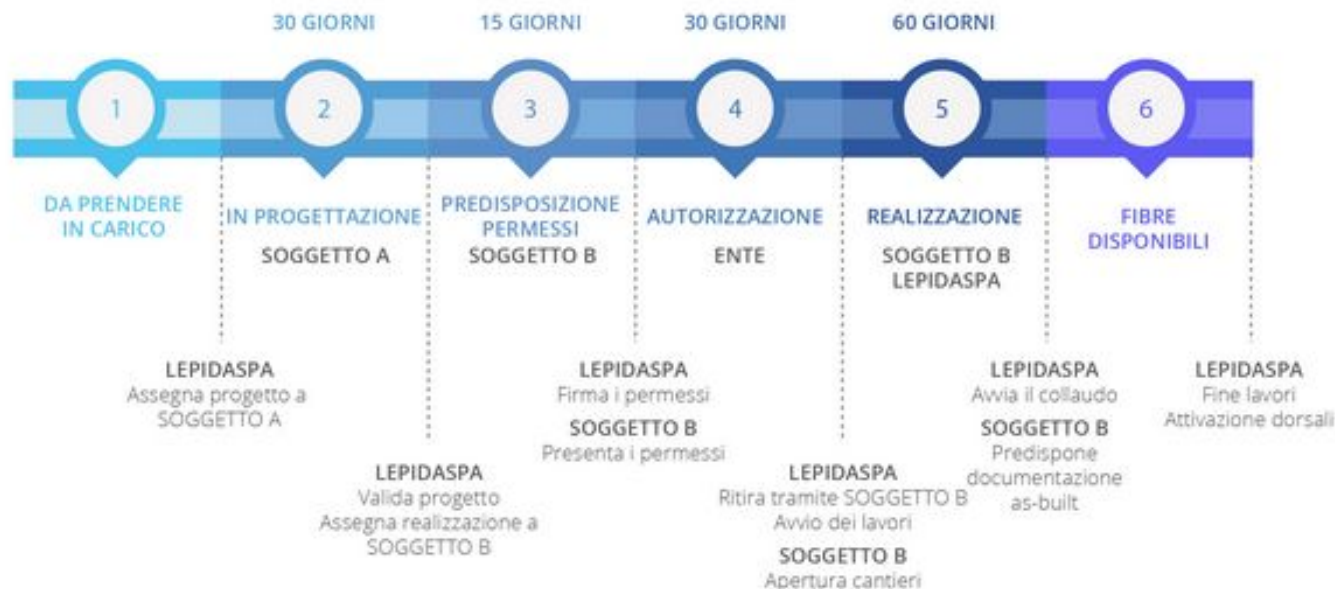 30 GIORNI
15 GIORNI
30 GIORNI
60 GIORNI
1
2
3
4
5
6
DA PRENDERE
IN CARICO
IN PROGETTAZIONE
SOGGETTO A
PREDISPOSIZIONE
PERMESSI
SOGGETTO B
AUTORIZZAZIONE
ENTE
REALIZZAZIONE
SOGGETTO B
LEPIDASPA
FIBRE
DISPONIBILI
LEPIDASPA
Assegna progetto a
SOGGETTO A
LEPIDASPA
Valida progetto
Assegna realizzazione a
SOGGETTO B
LEPIDASPA
Firma i permessi
SOGGETTO B
Presenta i permessi
LEPIDASPA
Ritira tramite SOGGETTO B
Avvio dei lavori
SOGGETTO B
Apertura cantieri
LEPIDASPA
Avvia il collaudo
SOGGETTO B
Predispone
documentazione
as-built
LEPIDASPA
Fine lavori
Attivazione dorsali